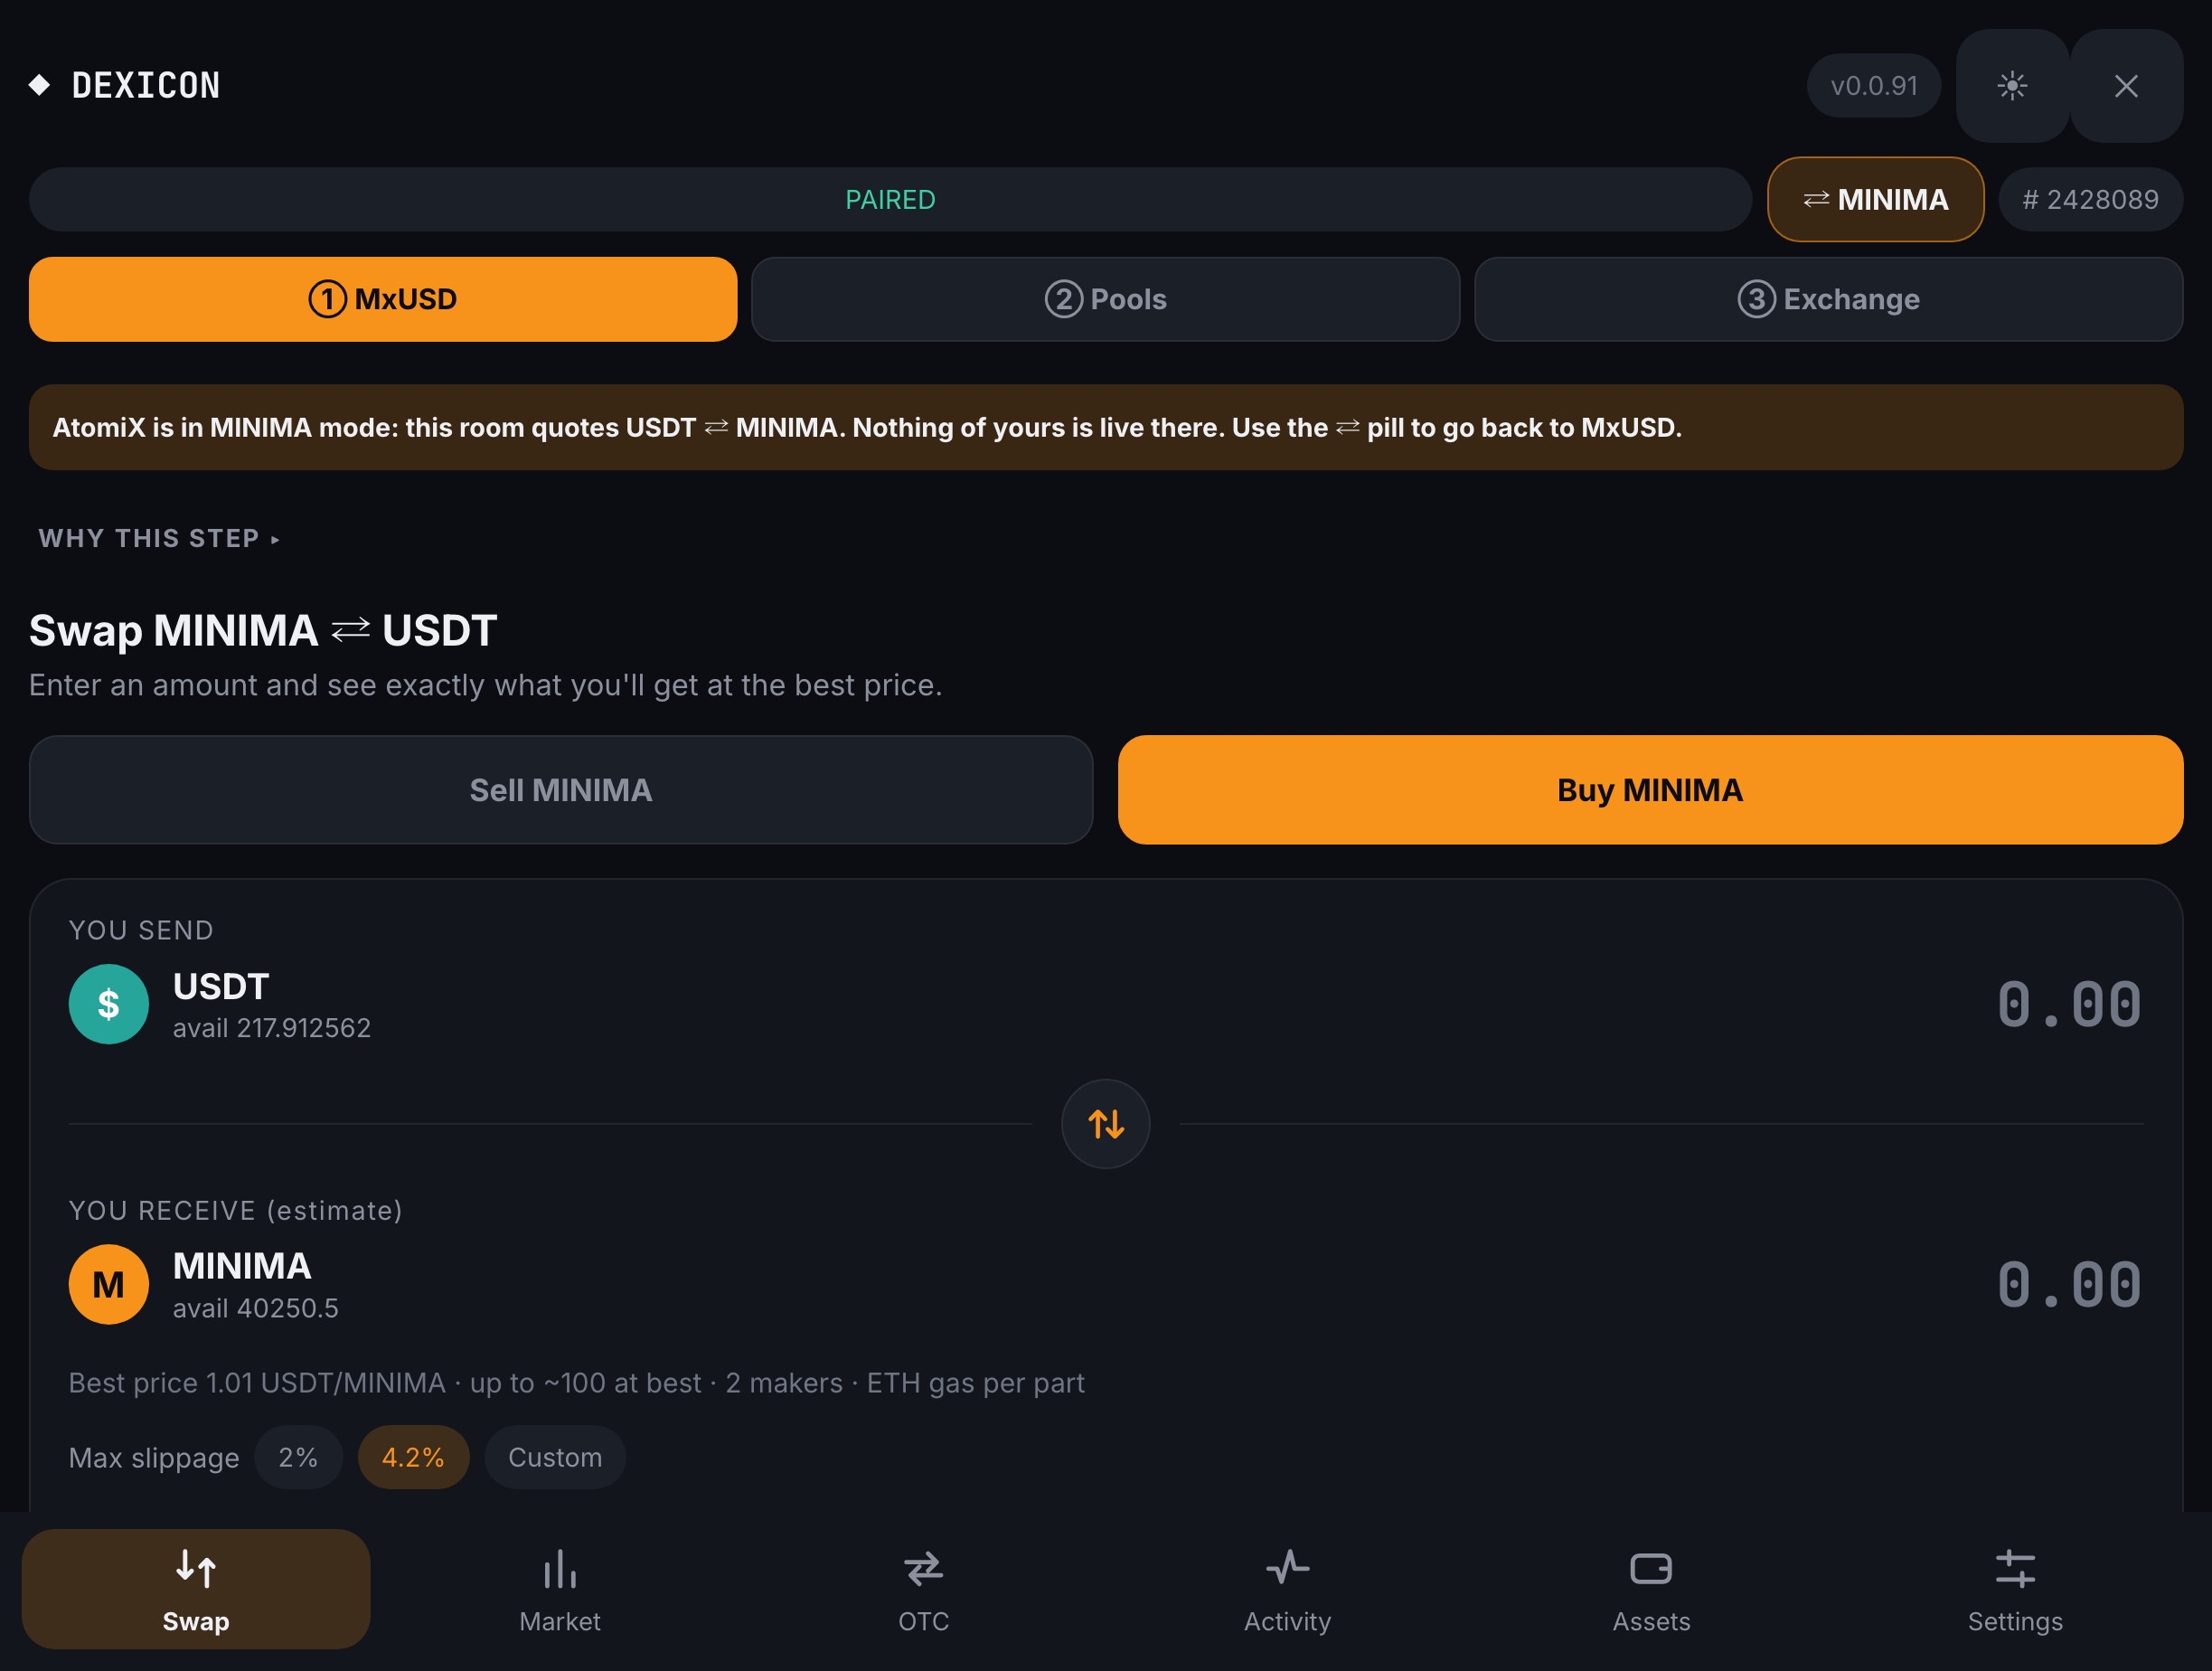 ◆ DEXICON
v0.0.91
PAIRED
⇄ MINIMA
# 2428089
① MxUSD
② Pools
③ Exchange
AtomiX is in MINIMA mode: this room quotes USDT ⇄ MINIMA. Nothing of yours is live there. Use the ⇄ pill to go back to MxUSD.
WHY THIS STEP ▸
Swap MINIMA ⇄ USDT
Enter an amount and see exactly what you'll get at the best price.
Sell MINIMA
Buy MINIMA
YOU SEND
$ USDT
avail 217.912562
0.00
YOU RECEIVE (estimate)
M MINIMA
avail 40250.5
0.00
Best price 1.01 USDT/MINIMA · up to ~100 at best · 2 makers · ETH gas per part
Max slippage 2% 4.2% Custom
Swap
Market
OTC
Activity
Assets
Settings